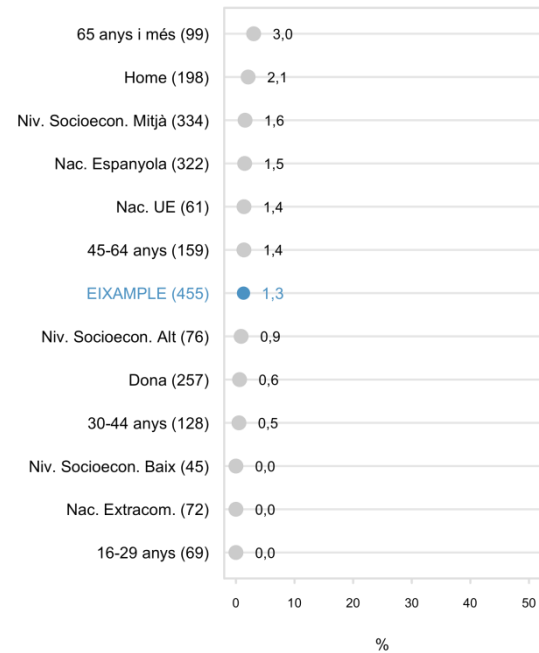 65 anys i més (99) 3,0
Home (198) 2,1
Niv. Socioecon. Mitjà (334) 1,6
Nac. Espanyola (322) 1,5
Nac. UE (61) 1,4
45-64 anys (159) 1,4
EIXAMPLE (455) 1,3
Niv. Socioecon. Alt (76) 0,9
Dona (257) 0,6
30-44 anys (128) 0,5
Niv. Socioecon. Baix (45) 0,0
Nac. Extracom. (72) 0,0
16-29 anys (69) 0,0
0 10 20 30 40 50
%